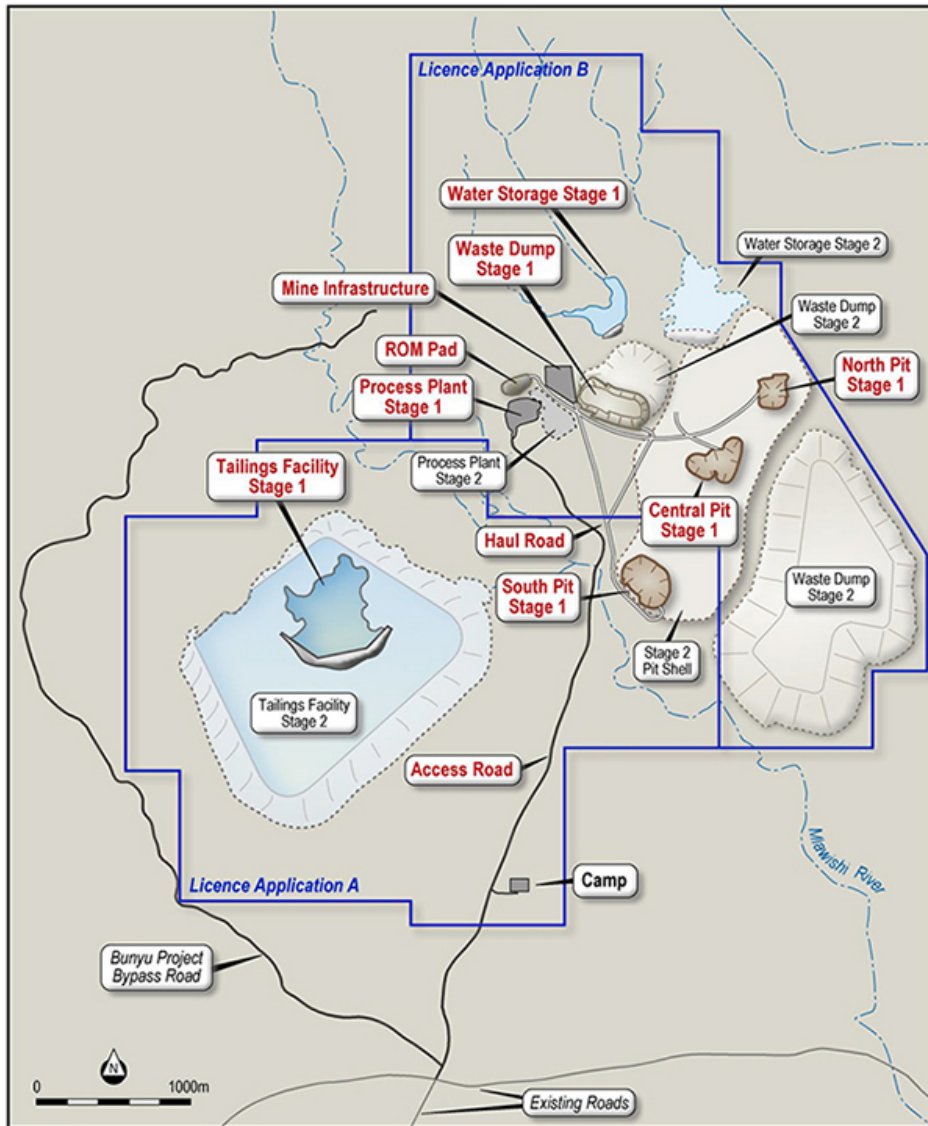 Licence Application B
Water Storage Stage 1
Waste Dump
Stage 1
Water Storage Stage 2
Mine Infrastructure
Waste Dump
Stage 2
ROM Pad
North Pit
Stage 1
Process Plant
Stage 1
Tailings Facility
Stage 1
Process Plant
Stage 2
Central Pit
Stage 1
Haul Road
South Pit
Stage 1
Waste Dump
Stage 2
Stage 2
Pit Shell
Tailings Facility
Stage 2
Access Road
Mlawishi River
Licence Application A
Camp
Bunyu Project
Bypass Road
N
0 1000m
Existing Roads